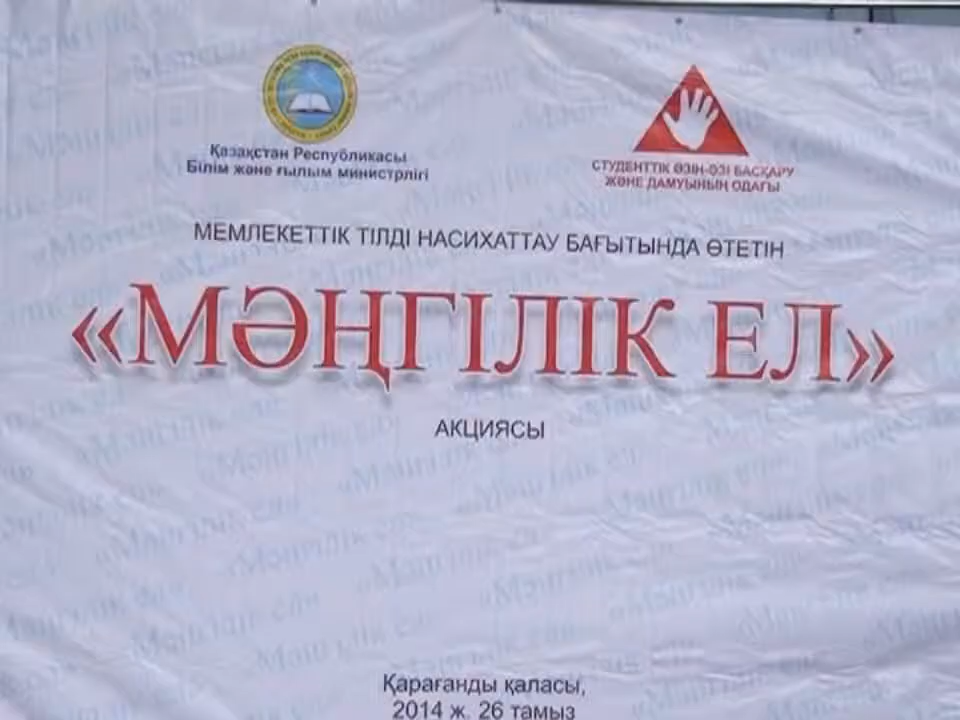 Қазақстан Республикасы
Білім және ғылым министрлігі
СТУДЕНТТІК ӨЗІН-ӨЗІ БАСҚАРУ
ЖӘНЕ ДАМУЫНЫҢ ОДАҒЫ
МЕМЛЕКЕТТІК ТІЛДІ НАСИХАТТАУ БАҒЫТЫНДА ӨТЕТІН
«МӘҢГІЛІК ЕЛ»
АКЦИЯСЫ
Қарағанды қаласы,
2014 ж. 26 тамыз